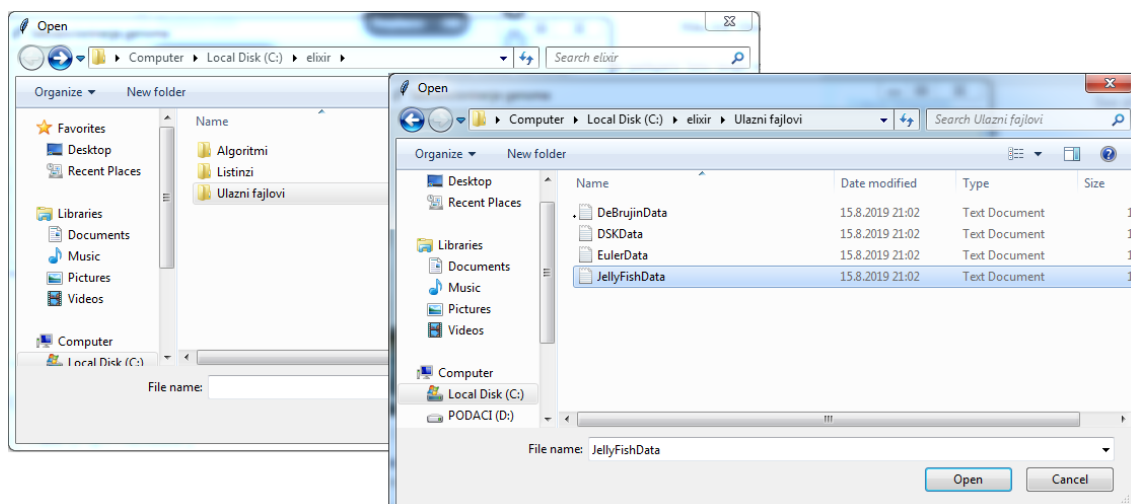 Open
Computer ▸ Local Disk (C:) ▸ elixir ▸
Search elixir
Organize
New folder
Favorites
Desktop
Recent Places
Libraries
Documents
Music
Pictures
Videos
Computer
Local Disk (C:)
Name
Algoritmi
Listinzi
Ulazni fajlovi
File name:
Open
Computer ▸ Local Disk (C:) ▸ elixir ▸ Ulazni fajlovi
Search Ulazni fajlovi
Organize
New folder
Desktop
Recent Places
Libraries
Documents
Music
Pictures
Videos
Computer
Local Disk (C:)
PODACI (D:)
Name Date modified Type Size
DeBrujinData 15.8.2019 21:02 Text Document 1
DSKData 15.8.2019 21:02 Text Document 1
EulerData 15.8.2019 21:02 Text Document 1
JellyFishData 15.8.2019 21:02 Text Document 1
File name: JellyFishData
Open Cancel